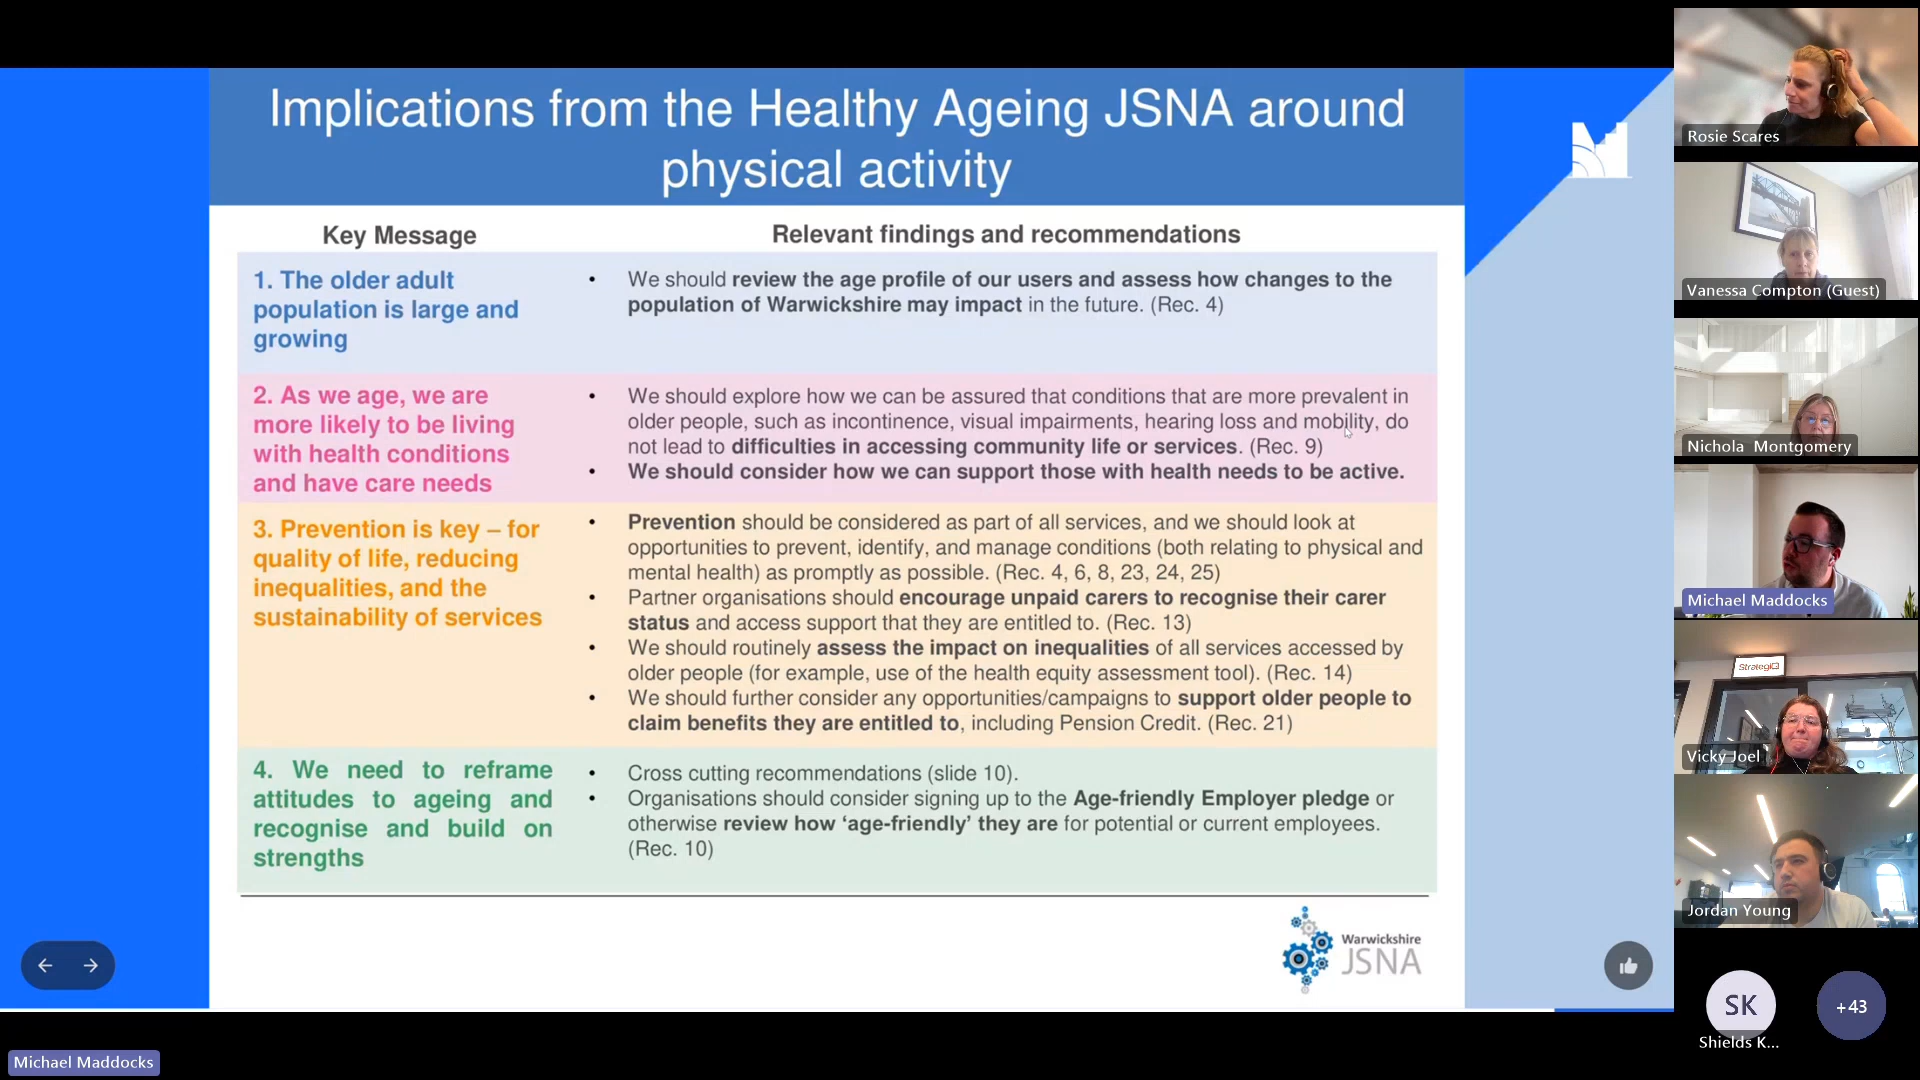 Implications from the Healthy Ageing JSNA around
physical activity
Key Message
Relevant findings and recommendations
1. The older adult
population is large and
growing
• We should review the age profile of our users and assess how changes to the
population of Warwickshire may impact in the future. (Rec. 4)
2. As we age, we are
more likely to be living
with health conditions
and have care needs
• We should explore how we can be assured that conditions that are more prevalent in
older people, such as incontinence, visual impairments, hearing loss and mobility, do
not lead to difficulties in accessing community life or services. (Rec. 9)
• We should consider how we can support those with health needs to be active.
3. Prevention is key – for
quality of life, reducing
inequalities, and the
sustainability of services
• Prevention should be considered as part of all services, and we should look at
opportunities to prevent, identify, and manage conditions (both relating to physical and
mental health) as promptly as possible. (Rec. 4, 6, 8, 23, 24, 25)
• Partner organisations should encourage unpaid carers to recognise their carer
status and access support that they are entitled to. (Rec. 13)
• We should routinely assess the impact on inequalities of all services accessed by
older people (for example, use of the health equity assessment tool). (Rec. 14)
• We should further consider any opportunities/campaigns to support older people to
claim benefits they are entitled to, including Pension Credit. (Rec. 21)
4. We need to reframe
attitudes to ageing and
recognise and build on
strengths
• Cross cutting recommendations (slide 10).
• Organisations should consider signing up to the Age-friendly Employer pledge or
otherwise review how ‘age-friendly’ they are for potential or current employees.
(Rec. 10)
Warwickshire
JSNA
Michael Maddocks
Rosie Scares
Vanessa Compton (Guest)
Nichola Montgomery
Michael Maddocks
StrategiQ
Vicky Joel
Jordan Young
SK
Shields K...
+43